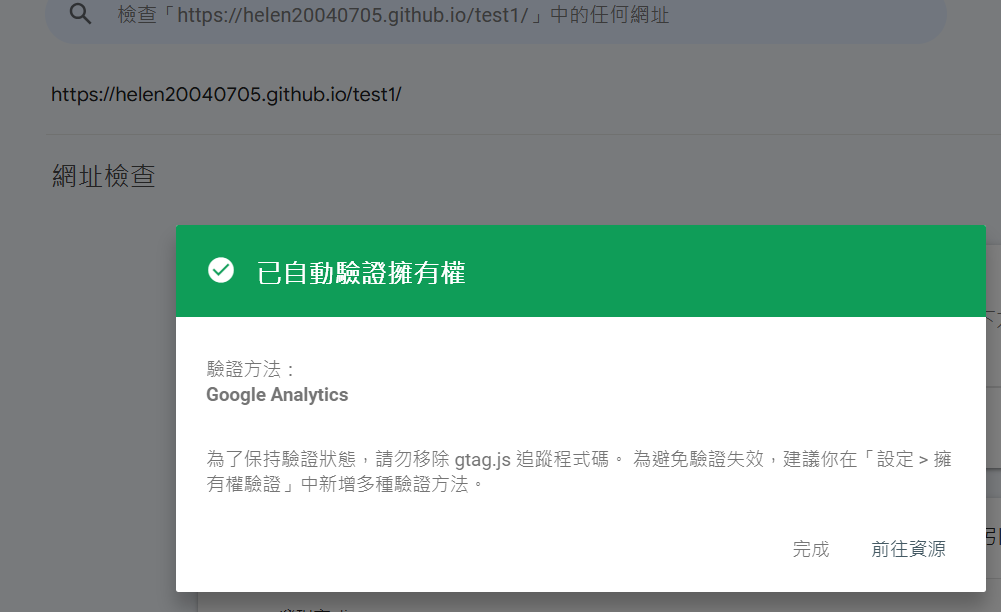 檢查「https://helen20040705.github.io/test1/」中的任何網址
https://helen20040705.github.io/test1/
網址檢查
已自動驗證擁有權
驗證方法：
Google Analytics
為了保持驗證狀態，請勿移除 gtag.js 追蹤程式碼。 為避免驗證失效，建議你在「設定 > 擁
有權驗證」中新增多種驗證方法。
完成
前往資源